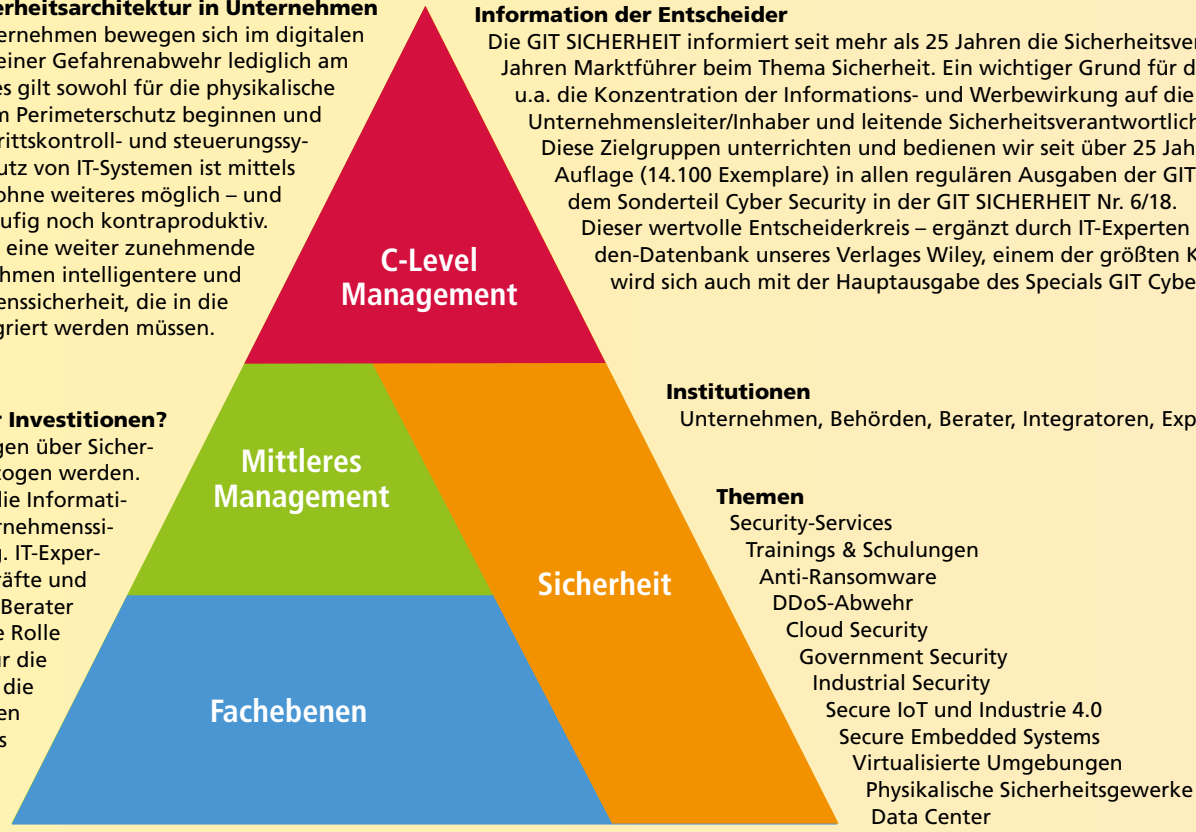 erheitsarchitektur in Unternehmen
ernehmen bewegen sich im digitalen
einer Gefahrenabwehr lediglich am
es gilt sowohl für die physikalische
m Perimeterschutz beginnen und
rittskontroll- und steuerungssy-
utz von IT-Systemen ist mittels
ohne weiteres möglich – und
ufig noch kontraproduktiv.
eine weiter zunehmende
hmen intelligentere und
enssicherheit, die in die
griert werden müssen.
r Investitionen?
gen über Sicher-
ogen werden.
die Informati-
rnehmenssi-
g. IT-Exper-
räfte und
Berater
e Rolle
ür die
die
en
s
C-Level
Management
Mittleres
Management
Sicherheit
Fachebenen
Information der Entscheider
Die GIT SICHERHEIT informiert seit mehr als 25 Jahren die Sicherheitsver
Jahren Marktführer beim Thema Sicherheit. Ein wichtiger Grund für d
u.a. die Konzentration der Informations- und Werbewirkung auf die
Unternehmensleiter/Inhaber und leitende Sicherheitsverantwortlich
Diese Zielgruppen unterrichten und bedienen wir seit über 25 Jah
Auflage (14.100 Exemplare) in allen regulären Ausgaben der GIT
dem Sonderteil Cyber Security in der GIT SICHERHEIT Nr. 6/18.
Dieser wertvolle Entscheiderkreis – ergänzt durch IT-Experten
den-Datenbank unseres Verlages Wiley, einem der größten K
wird sich auch mit der Hauptausgabe des Specials GIT Cybe
Institutionen
Unternehmen, Behörden, Berater, Integratoren, Exp
Themen
Security-Services
Trainings & Schulungen
Anti-Ransomware
DDoS-Abwehr
Cloud Security
Government Security
Industrial Security
Secure IoT und Industrie 4.0
Secure Embedded Systems
Virtualisierte Umgebungen
Physikalische Sicherheitsgewerke
Data Center